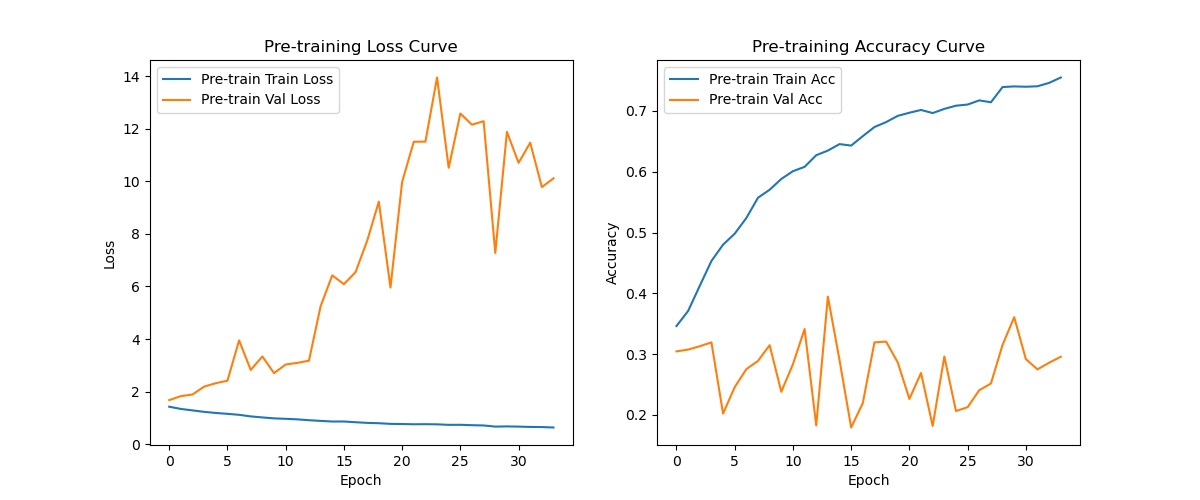 Pre-training Loss Curve
Pre-train Train Loss
Pre-train Val Loss
14
12
10
8
6
4
2
0
Loss
0 5 10 15 20 25 30
Epoch
Pre-training Accuracy Curve
Pre-train Train Acc
Pre-train Val Acc
0.7
0.6
0.5
0.4
0.3
0.2
Accuracy
0 5 10 15 20 25 30
Epoch